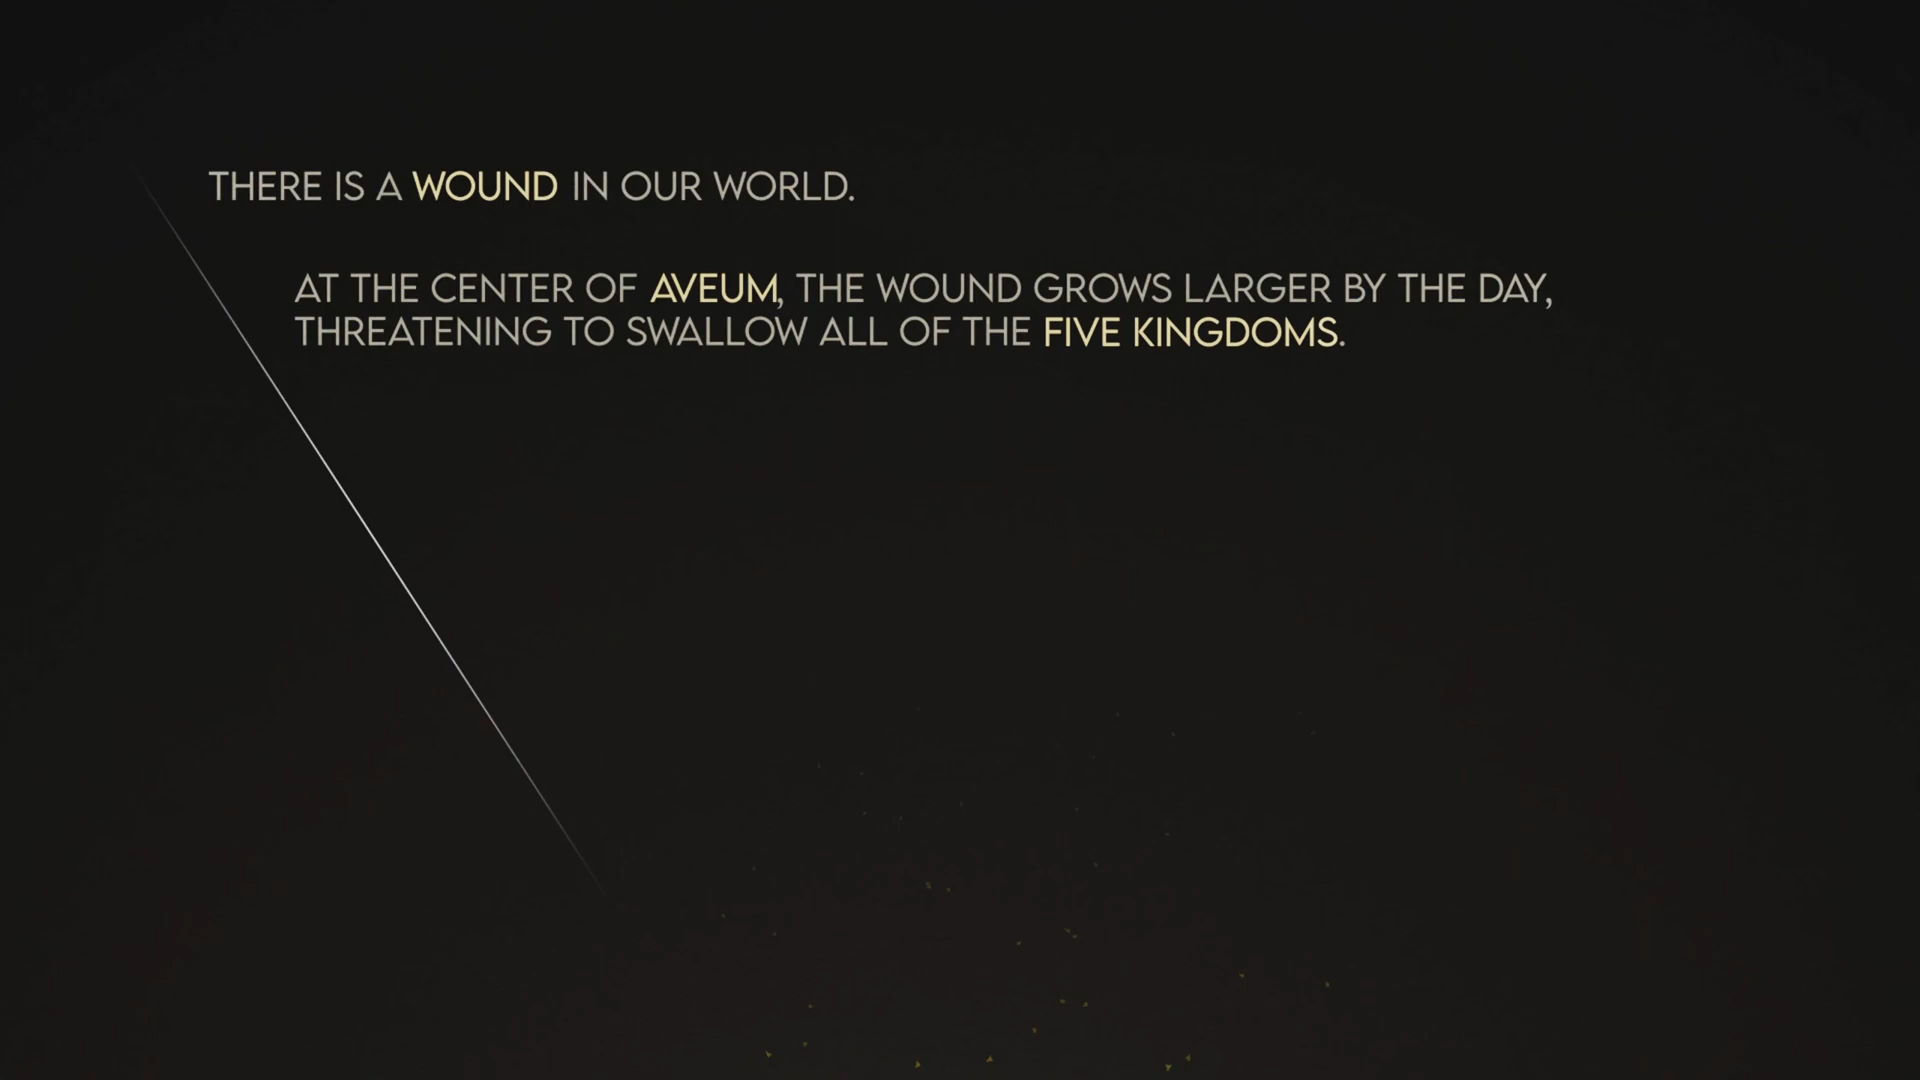 THERE IS A WOUND IN OUR WORLD.
AT THE CENTER OF AVEUM, THE WOUND GROWS LARGER BY THE DAY,
THREATENING TO SWALLOW ALL OF THE FIVE KINGDOMS.